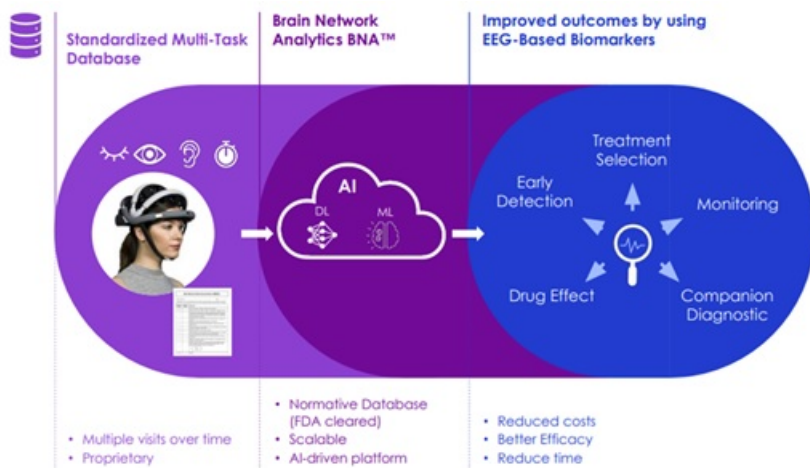 Standardized Multi-Task
Database
Brain Network
Analytics BNA™
Improved outcomes by using
EEG-Based Biomarkers
AI
DL
ML
Treatment
Selection
Early
Detection
Monitoring
Drug Effect
Companion
Diagnostic
• Multiple visits over time
• Proprietary
• Normative Database
(FDA cleared)
• Scalable
• AI-driven platform
• Reduced costs
• Better Efficacy
• Reduce time